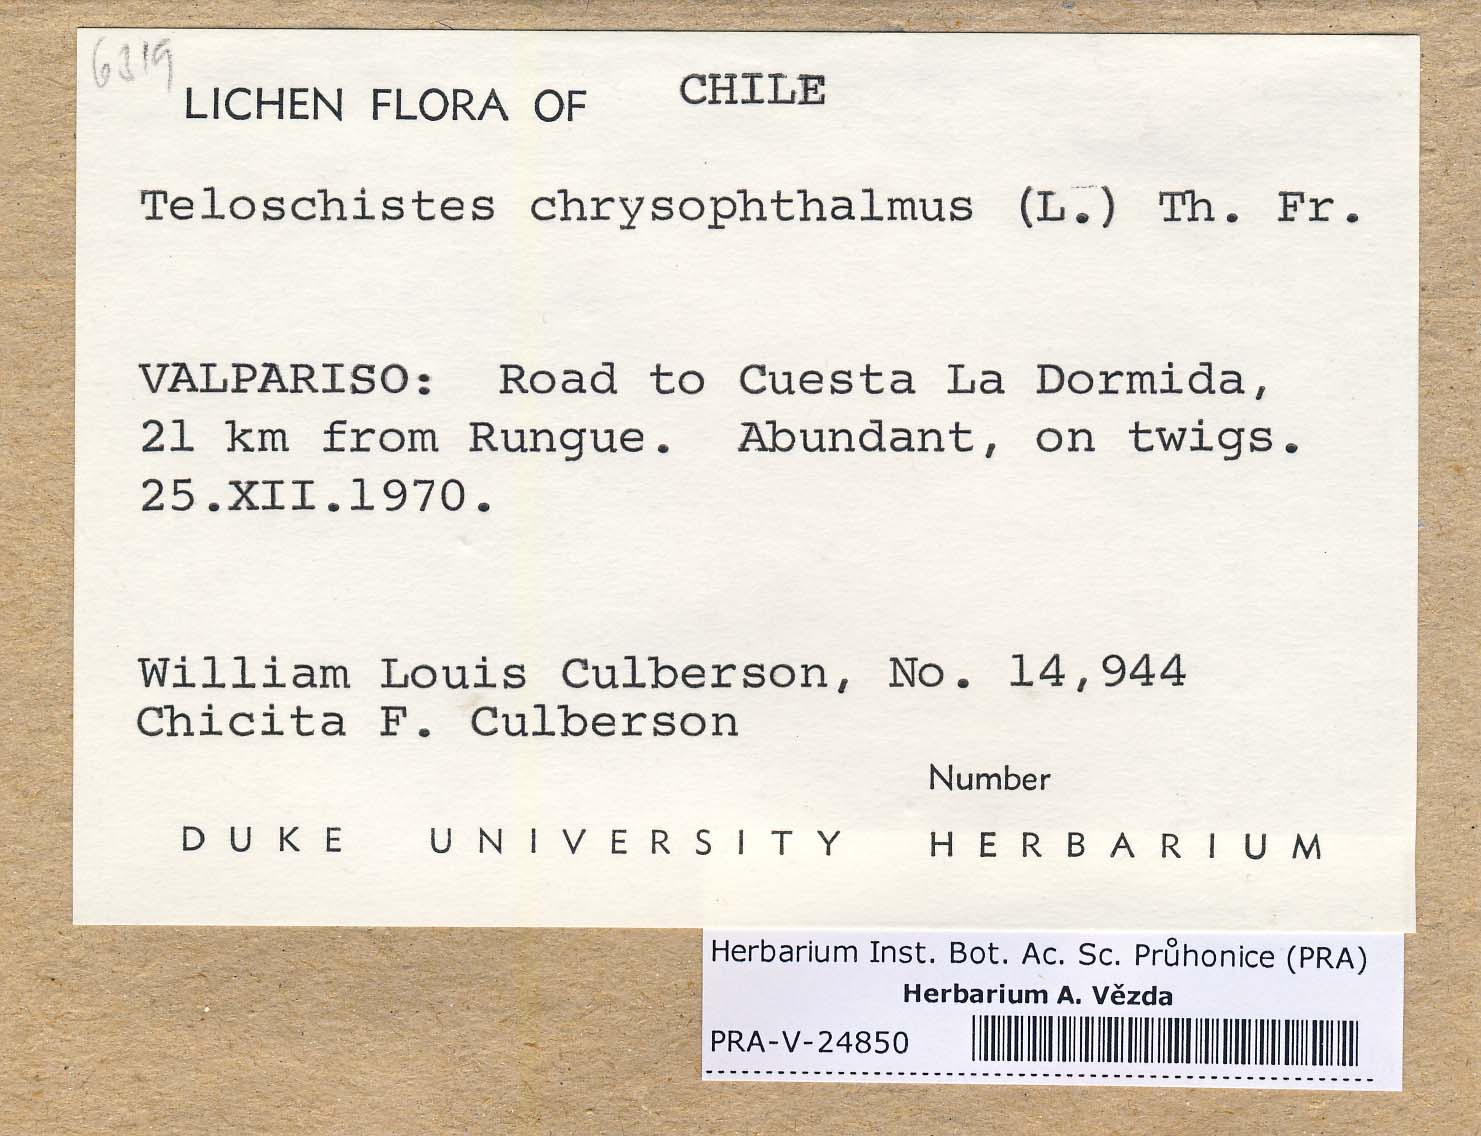 6319
LICHEN FLORA OF CHILE
Teloschistes chrysophthalmus (L.) Th. Fr.
VALPARISO: Road to Cuesta La Dormida,
21 km from Rungue. Abundant, on twigs.
25.XII.1970.
William Louis Culberson, No. 14,944
Chicita F. Culberson
Number
DUKE UNIVERSITY HERBARIUM
Herbarium Inst. Bot. Ac. Sc. Průhonice (PRA)
Herbarium A. Vězda
PRA-V-24850